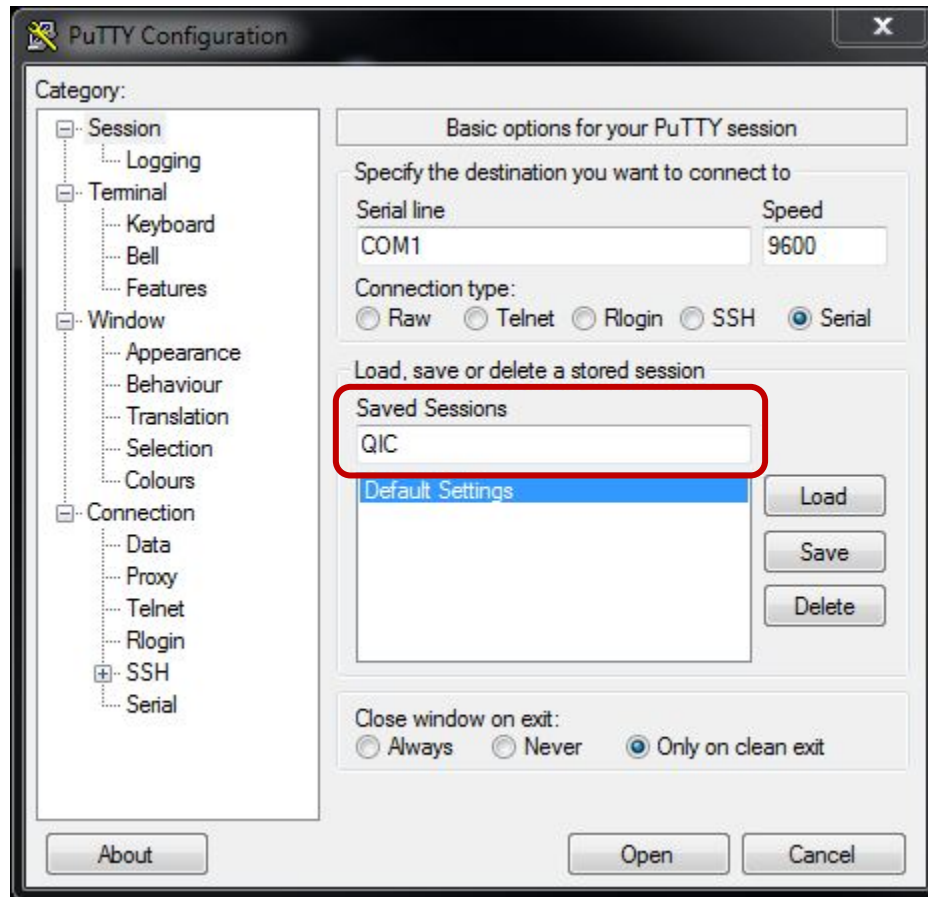 PuTTY Configuration
X
Category:
Session
Logging
Terminal
Keyboard
Bell
Features
Window
Appearance
Behaviour
Translation
Selection
Colours
Connection
Data
Proxy
Telnet
Rlogin
SSH
Serial
Basic options for your PuTTY session
Specify the destination you want to connect to
Serial line Speed
COM1 9600
Connection type:
Raw Telnet Rlogin SSH Serial
Load, save or delete a stored session
Saved Sessions
QIC
Default Settings
Load
Save
Delete
Close window on exit:
Always Never Only on clean exit
About Open Cancel